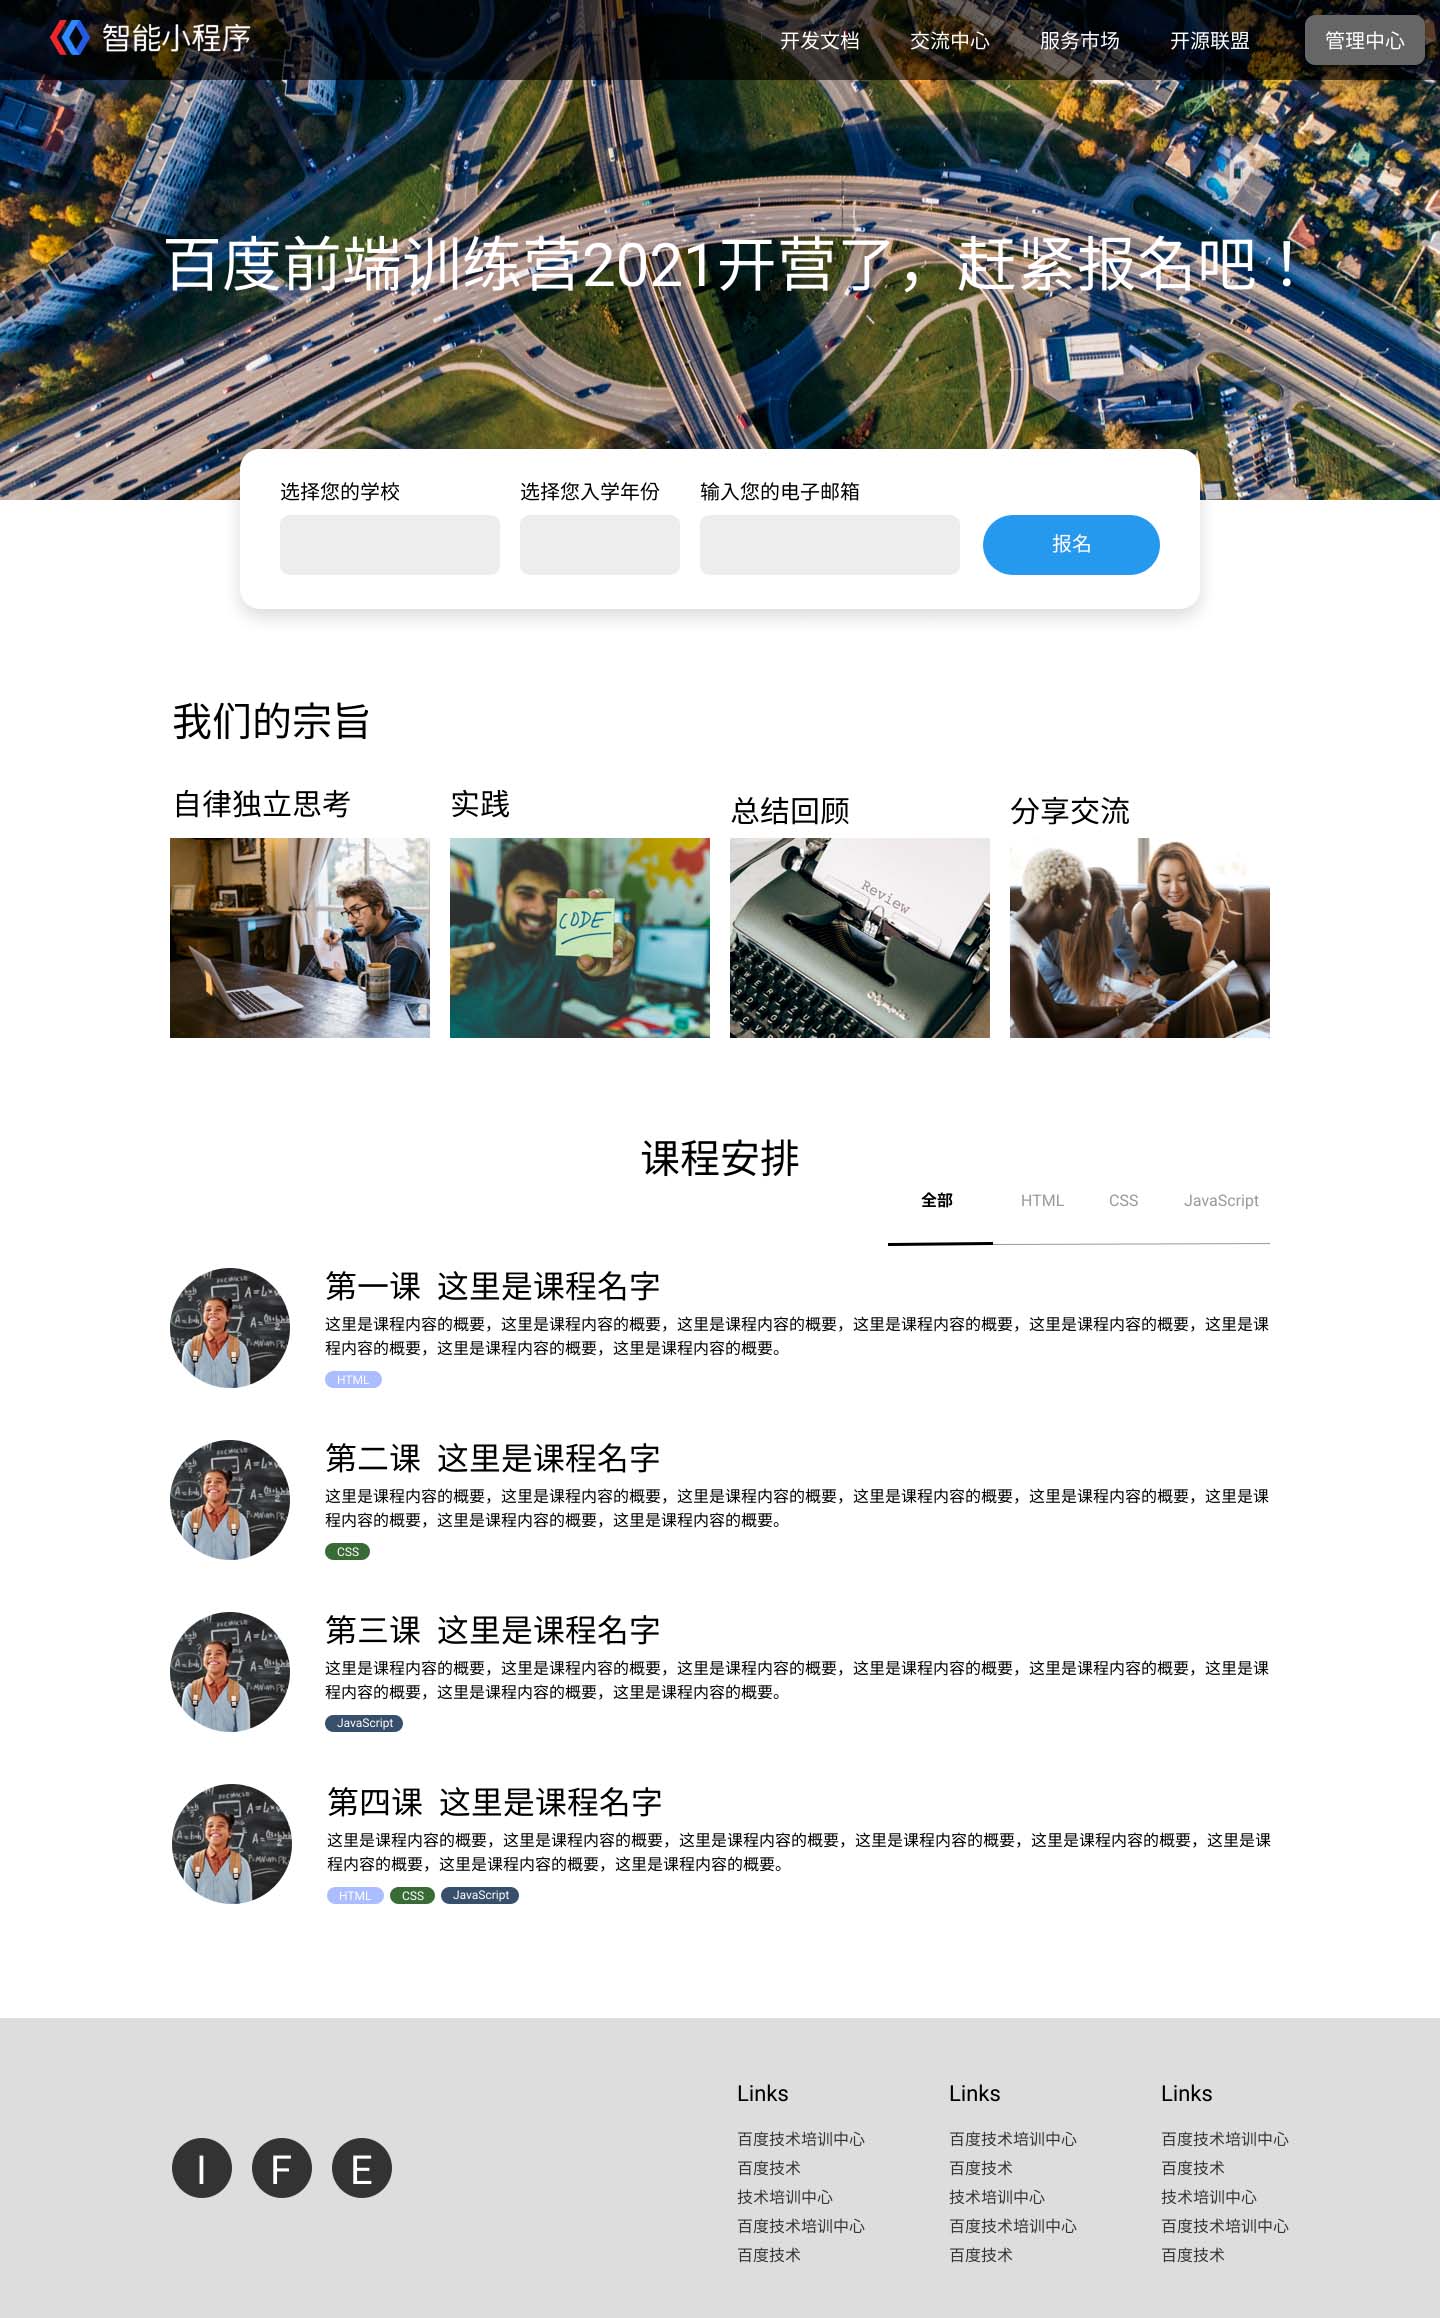 智能小程序
开发文档 交流中心 服务市场 开源联盟 管理中心
百度前端训练营2021开营了，赶紧报名吧！
选择您的学校 选择您入学年份 输入您的电子邮箱
报名
我们的宗旨
自律独立思考 实践 总结回顾 分享交流
CODE
Review
Olympia
课程安排
全部 HTML CSS JavaScript
第一课 这里是课程名字
这里是课程内容的概要，这里是课程内容的概要，这里是课程内容的概要，这里是课程内容的概要，这里是课程内容的概要，这里是课
程内容的概要，这里是课程内容的概要，这里是课程内容的概要。
HTML
第二课 这里是课程名字
这里是课程内容的概要，这里是课程内容的概要，这里是课程内容的概要，这里是课程内容的概要，这里是课程内容的概要，这里是课
程内容的概要，这里是课程内容的概要，这里是课程内容的概要。
CSS
第三课 这里是课程名字
这里是课程内容的概要，这里是课程内容的概要，这里是课程内容的概要，这里是课程内容的概要，这里是课程内容的概要，这里是课
程内容的概要，这里是课程内容的概要，这里是课程内容的概要。
JavaScript
第四课 这里是课程名字
这里是课程内容的概要，这里是课程内容的概要，这里是课程内容的概要，这里是课程内容的概要，这里是课程内容的概要，这里是课
程内容的概要，这里是课程内容的概要，这里是课程内容的概要。
HTML CSS JavaScript
I F E
Links
百度技术培训中心
百度技术
技术培训中心
百度技术培训中心
百度技术
Links
百度技术培训中心
百度技术
技术培训中心
百度技术培训中心
百度技术
Links
百度技术培训中心
百度技术
技术培训中心
百度技术培训中心
百度技术